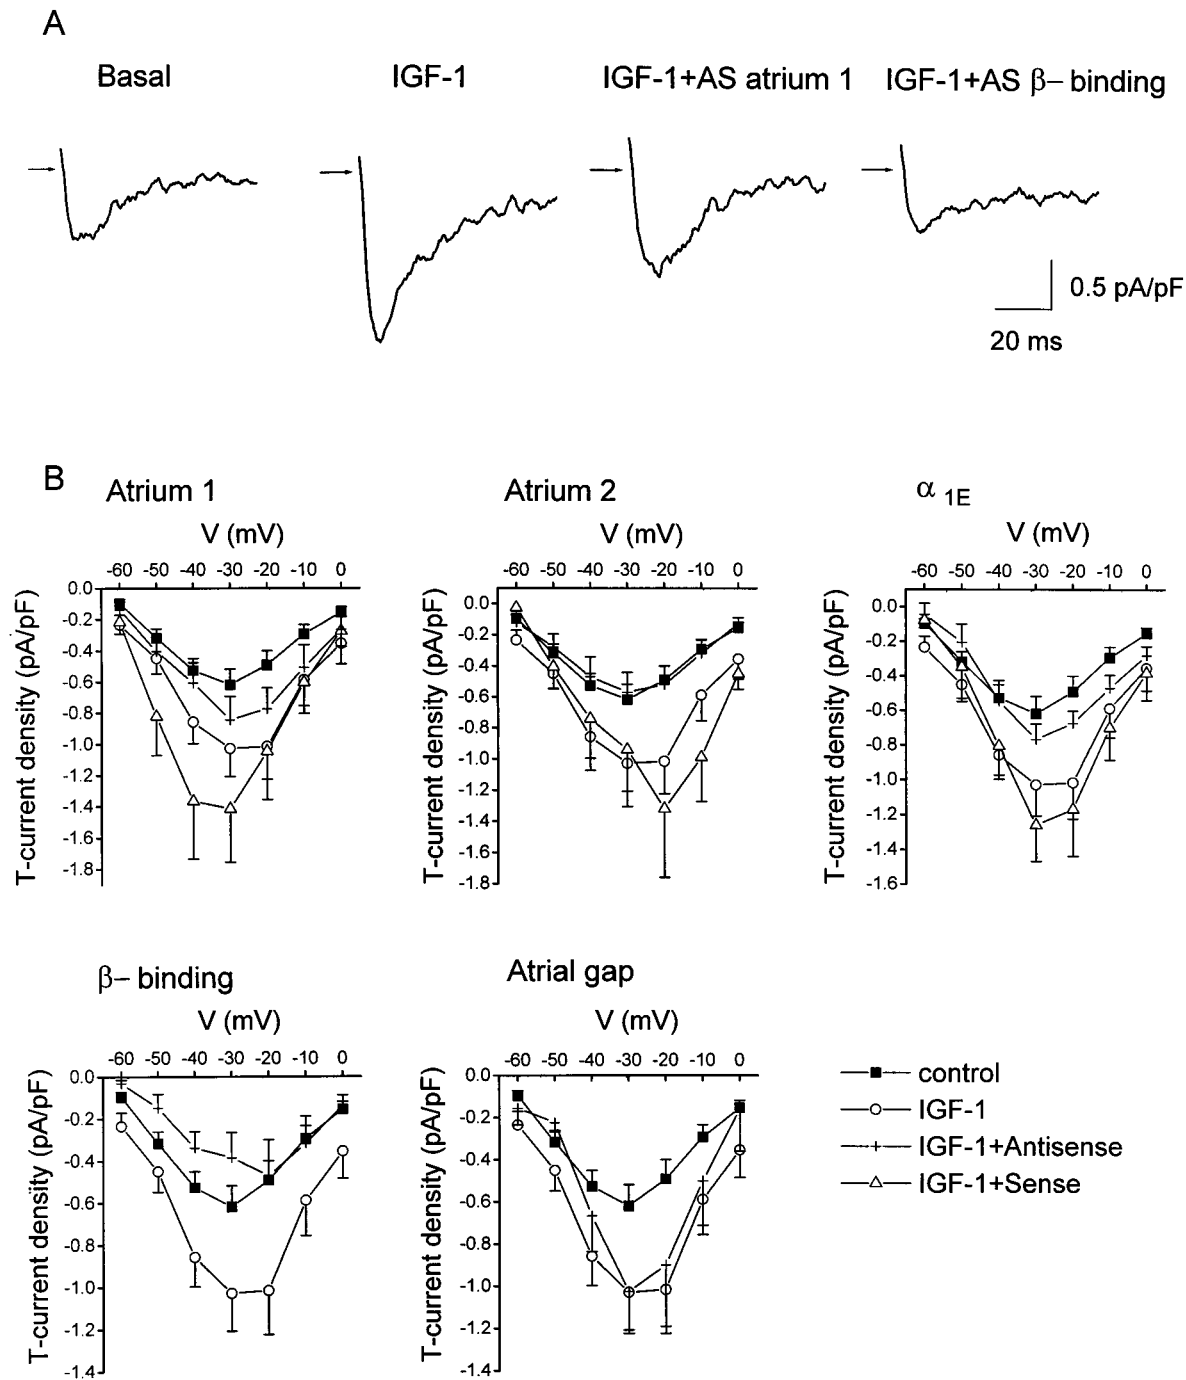 A
Basal
IGF-1
IGF-1+AS atrium 1
IGF-1+AS β– binding
0.5 pA/pF
20 ms
B
Atrium 1
V (mV)
-60 -50 -40 -30 -20 -10 0
0.0
-0.2
-0.4
-0.6
-0.8
-1.0
-1.2
-1.4
-1.6
-1.8
T-current density (pA/pF)
Atrium 2
V (mV)
-60 -50 -40 -30 -20 -10 0
0.0
-0.2
-0.4
-0.6
-0.8
-1.0
-1.2
-1.4
-1.6
-1.8
T-current density (pA/pF)
α 1E
V (mV)
-60 -50 -40 -30 -20 -10 0
0.0
-0.2
-0.4
-0.6
-0.8
-1.0
-1.2
-1.4
-1.6
T-current density (pA/pF)
β– binding
V (mV)
-60 -50 -40 -30 -20 -10 0
0.0
-0.2
-0.4
-0.6
-0.8
-1.0
-1.2
-1.4
T-current density (pA/pF)
Atrial gap
V (mV)
-60 -50 -40 -30 -20 -10 0
0.0
-0.2
-0.4
-0.6
-0.8
-1.0
-1.2
-1.4
T-current density (pA/pF)
control
IGF-1
IGF-1+Antisense
IGF-1+Sense